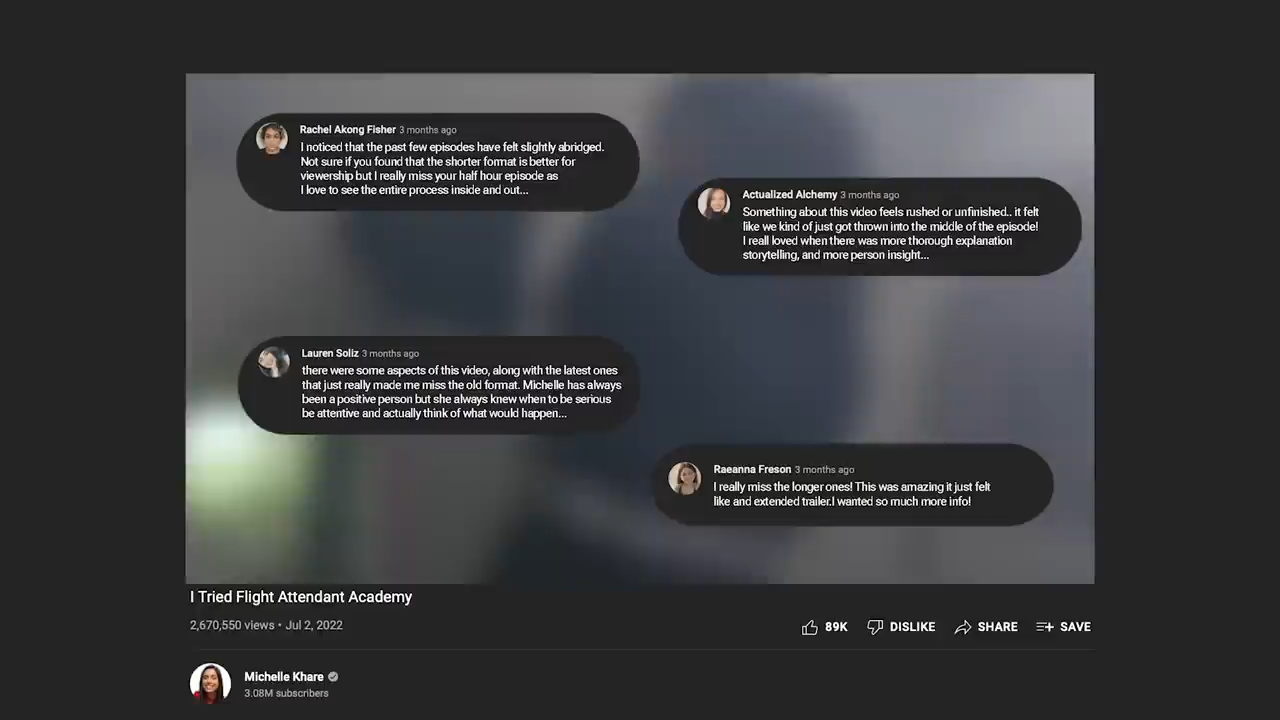 Rachel Akong Fisher 3 months ago
I noticed that the past few episodes have felt slightly abridged.
Not sure if you found that the shorter format is better for
viewership but I really miss your half hour episode as
I love to see the entire process inside and out...
Actualized Alchemy 3 months ago
Something about this video feels rushed or unfinished.. it felt
like we kind of just got thrown into the middle of the episode!
I reall loved when there was more thorough explanation
storytelling, and more person insight...
Lauren Soliz 3 months ago
there were some aspects of this video, along with the latest ones
that just really made me miss the old format. Michelle has always
been a positive person but she always knew when to be serious
be attentive and actually think of what would happen...
Raeanna Freson 3 months ago
I really miss the longer ones! This was amazing it just felt
like and extended trailer.I wanted so much more info!
I Tried Flight Attendant Academy
2,670,550 views • Jul 2, 2022
89K DISLIKE SHARE SAVE
Michelle Khare
3.08M subscribers